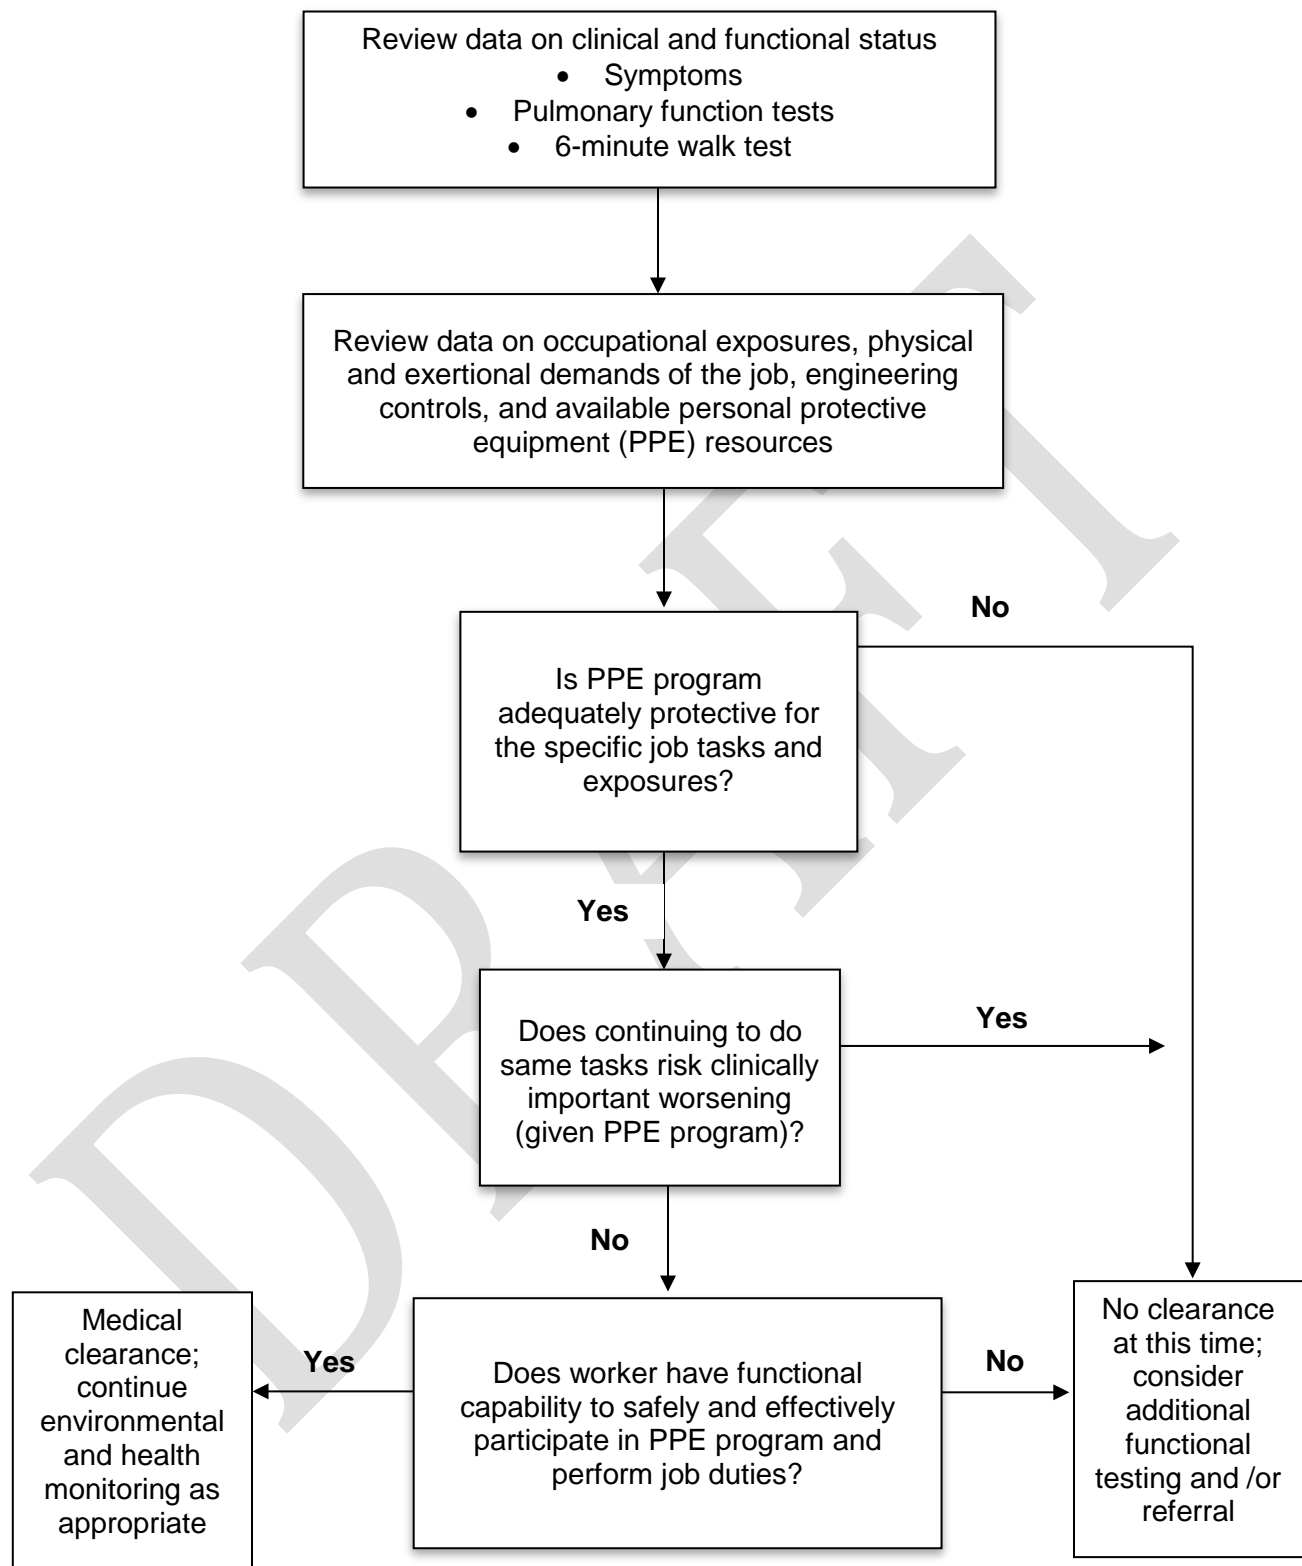 Review data on clinical and functional status
• Symptoms
• Pulmonary function tests
• 6-minute walk test
Review data on occupational exposures, physical
and exertional demands of the job, engineering
controls, and available personal protective
equipment (PPE) resources
No
Is PPE program
adequately protective for
the specific job tasks and
exposures?
Yes
Does continuing to do
same tasks risk clinically
important worsening
(given PPE program)?
Yes
No
Medical
clearance;
continue
environmental
and health
monitoring as
appropriate
Yes
Does worker have functional
capability to safely and effectively
participate in PPE program and
perform job duties?
No
No clearance
at this time;
consider
additional
functional
testing and /or
referral
DRAFT